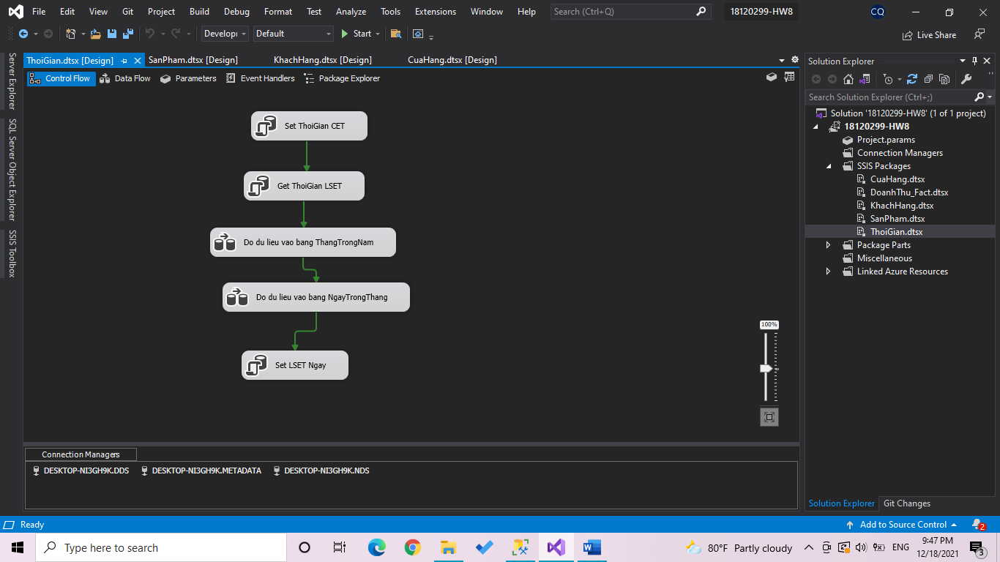 File Edit View Git Project Build Debug Format Test Analyze Tools Extensions Window Help Search (Ctrl+Q) 18120299-HW8 CQ
Develop Default Start Live Share
ThoiGian.dtsx [Design] SanPham.dtsx [Design] KhachHang.dtsx [Design] CuaHang.dtsx [Design]
Control Flow Data Flow Parameters Event Handlers Package Explorer
Server Explorer
SQL Server Object Explorer
SSIS Toolbox
Set ThoiGian CET
Get ThoiGian LSET
Do du lieu vao bang ThangTrongNam
Do du lieu vao bang NgayTrongThang
Set LSET Ngay
100%
Connection Managers
DESKTOP-NI3GH9K.DDS DESKTOP-NI3GH9K.METADATA DESKTOP-NI3GH9K.NDS
Solution Explorer
Search Solution Explorer (Ctrl+;)
Solution '18120299-HW8' (1 of 1 project)
18120299-HW8
Project.params
Connection Managers
SSIS Packages
CuaHang.dtsx
DoanhThu_Fact.dtsx
KhachHang.dtsx
SanPham.dtsx
ThoiGian.dtsx
Package Parts
Miscellaneous
Linked Azure Resources
Solution Explorer Git Changes
Ready Add to Source Control 2
Type here to search 80°F Partly cloudy ENG 9:47 PM
12/18/2021 3